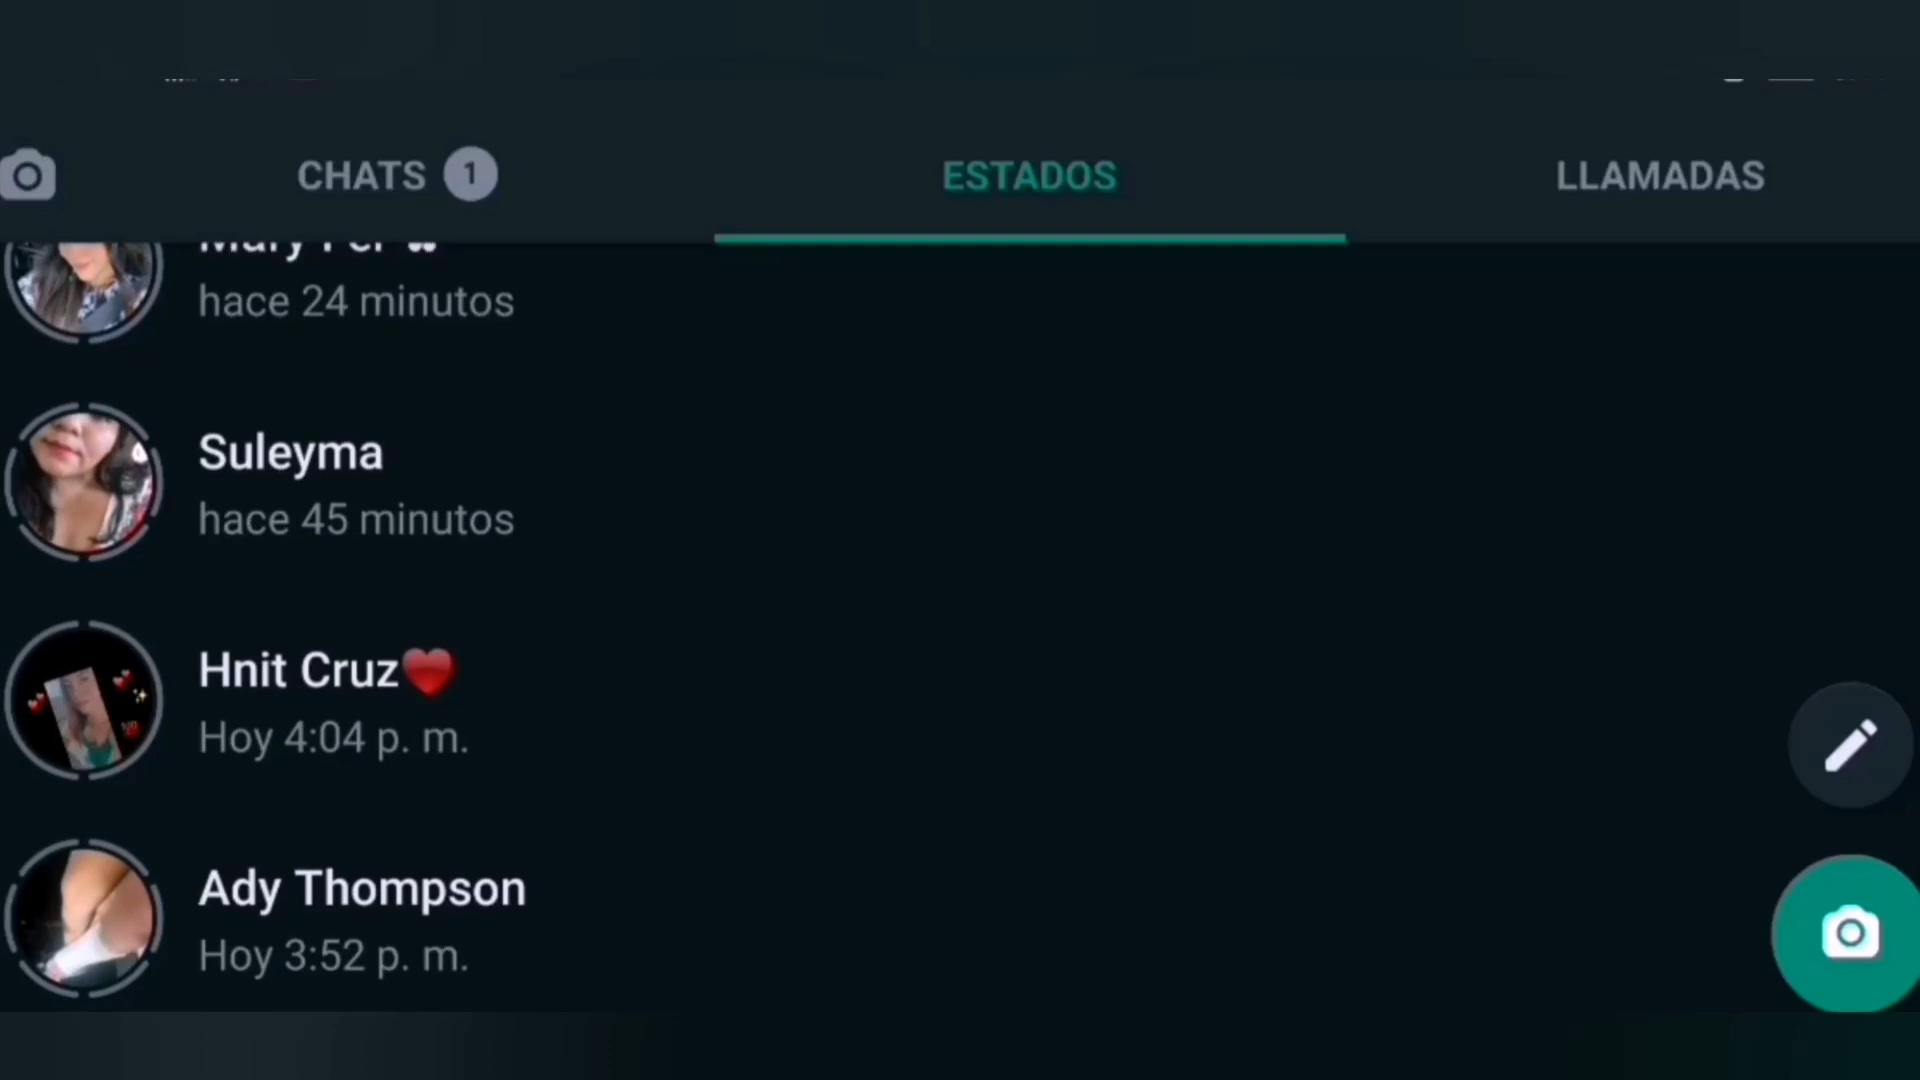 CHATS 1 ESTADOS LLAMADAS
hace 24 minutos
Suleyma
hace 45 minutos
Hnit Cruz❤️
Hoy 4:04 p. m.
Ady Thompson
Hoy 3:52 p. m.